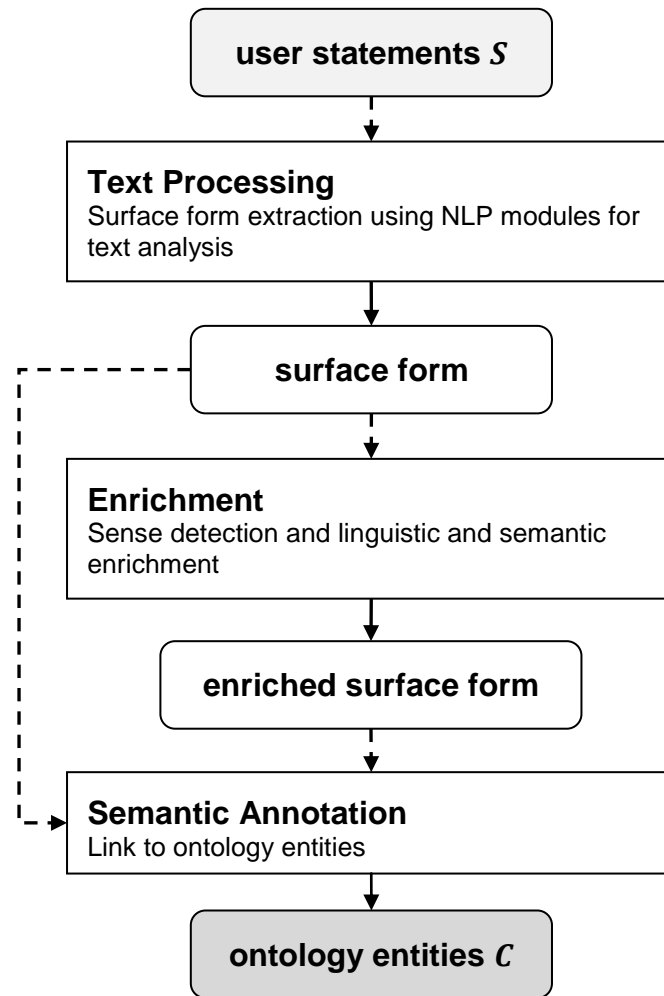 user statements S
Text Processing
Surface form extraction using NLP modules for
text analysis
surface form
Enrichment
Sense detection and linguistic and semantic
enrichment
enriched surface form
Semantic Annotation
Link to ontology entities
ontology entities C